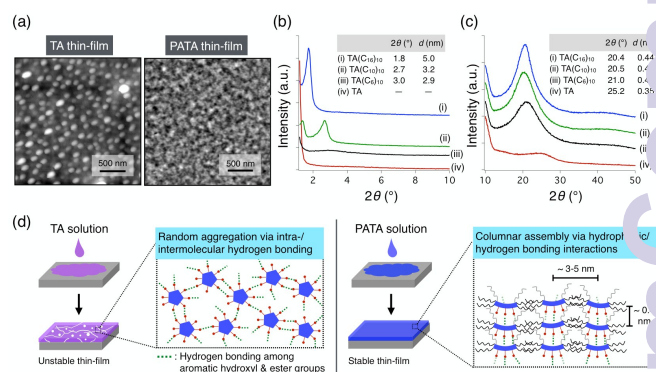 (a)
TA thin-film
PATA thin-film
500 nm
500 nm
(b)
Intensity (a.u.)
2θ (°) d (nm)
(i) TA(C16)10 1.8 5.0
(ii) TA(C10)10 2.7 3.2
(iii) TA(C6)10 3.0 2.9
(iv) TA — —
(i)
(ii)
(iii)
(iv)
2 4 6 8 10
2θ (°)
(c)
Intensity (a.u.)
2θ (°)
(i) TA(C16)10 20.4 0.44
(ii) TA(C10)10 20.5
(iii) TA(C6)10 21.0
(iv) TA 25.2
(i)
(ii)
(iv)
10 20 30 40 50
2θ (°)
(d)
TA solution
Random aggregation via intra-/
intermolecular hydrogen bonding
Unstable thin-film
: Hydrogen bonding among
aromatic hydroxyl & ester groups
PATA solution
Columnar assembly via hydrophobic/
hydrogen bonding interactions
~ 3-5 nm
nm
Stable thin-film